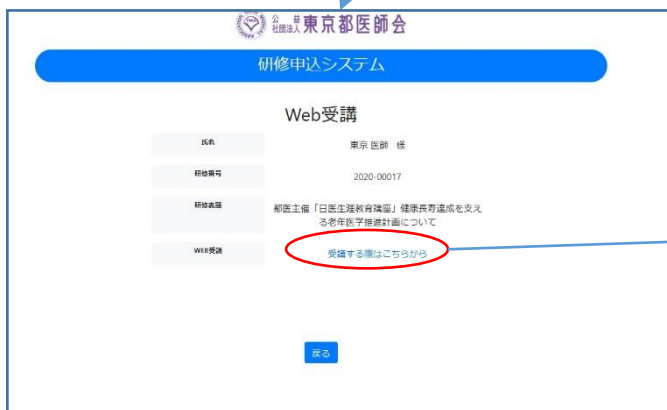 公益社団法人 東京都医師会
研修申込システム
Web受講
氏名 東京 医師 様
研修番号 2020-00017
研修表題 都医主催「日医生涯教育講座」健康長寿達成を支え
る老年医学推進計画について
WEB受講 受講する際はこちらから
戻る